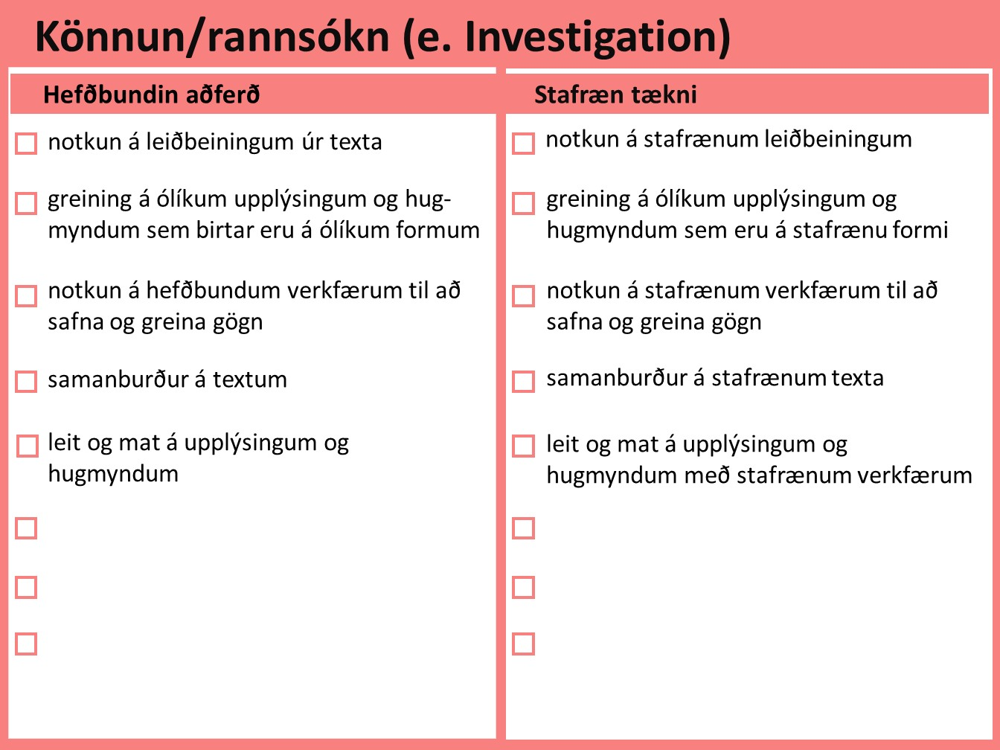 Könnun/rannsókn (e. Investigation)
Hefðbundin aðferð
notkun á leiðbeiningum úr texta
greining á ólíkum upplýsingum og hug-
myndum sem birtar eru á ólíkum formum
notkun á hefðbundum verkfærum til að
safna og greina gögn
samanburður á textum
leit og mat á upplýsingum og
hugmyndum
Stafræn tækni
notkun á stafrænum leiðbeiningum
greining á ólíkum upplýsingum og
hugmyndum sem eru á stafrænu formi
notkun á stafrænum verkfærum til að
safna og greina gögn
samanburður á stafrænum texta
leit og mat á upplýsingum og
hugmyndum með stafrænum verkfærum